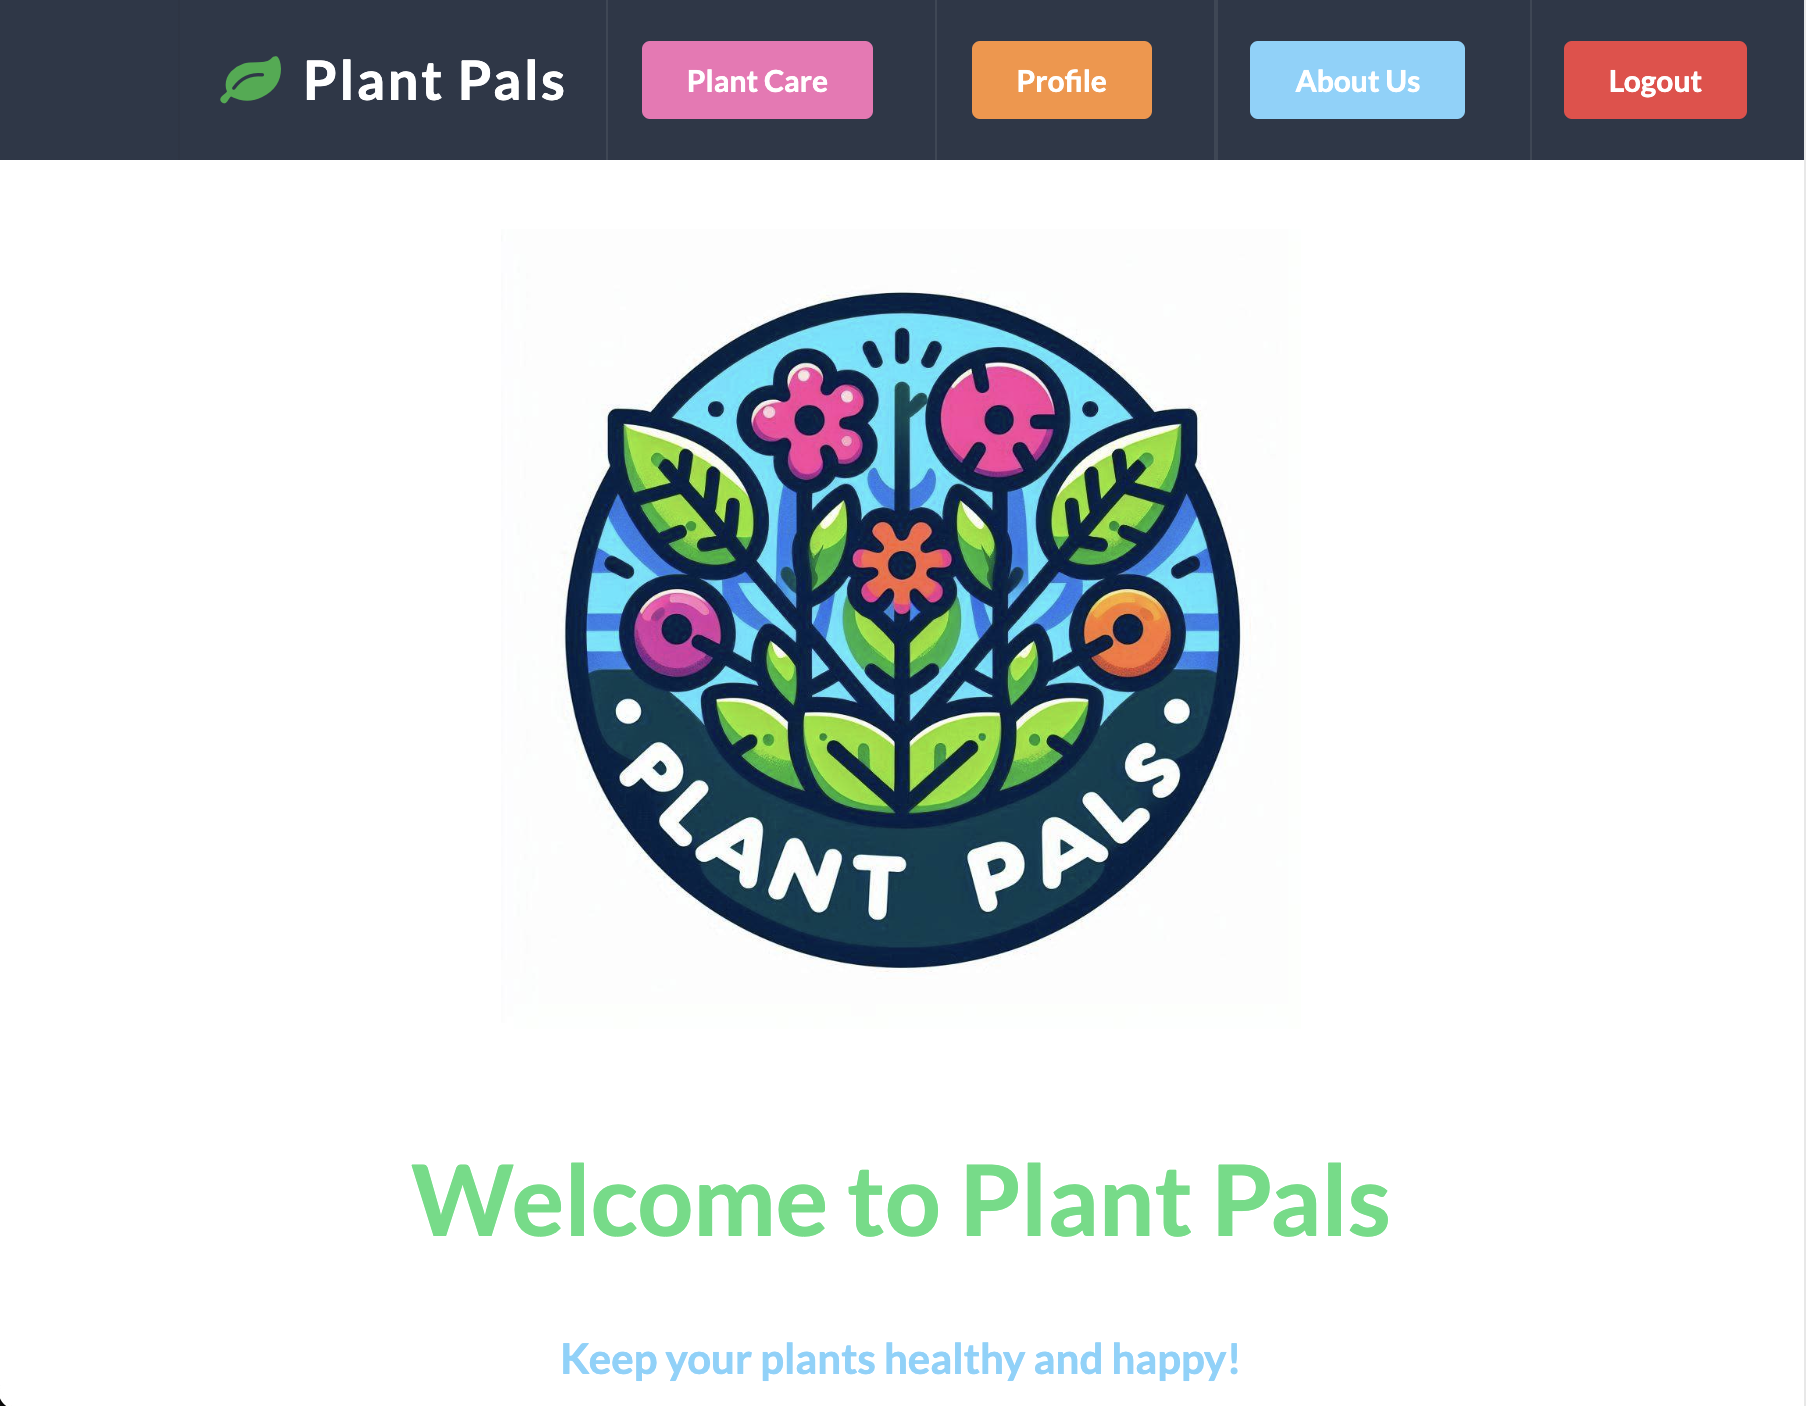 Plant Pals
Plant Care
Profile
About Us
Logout
PLANT PALS
Welcome to Plant Pals
Keep your plants healthy and happy!